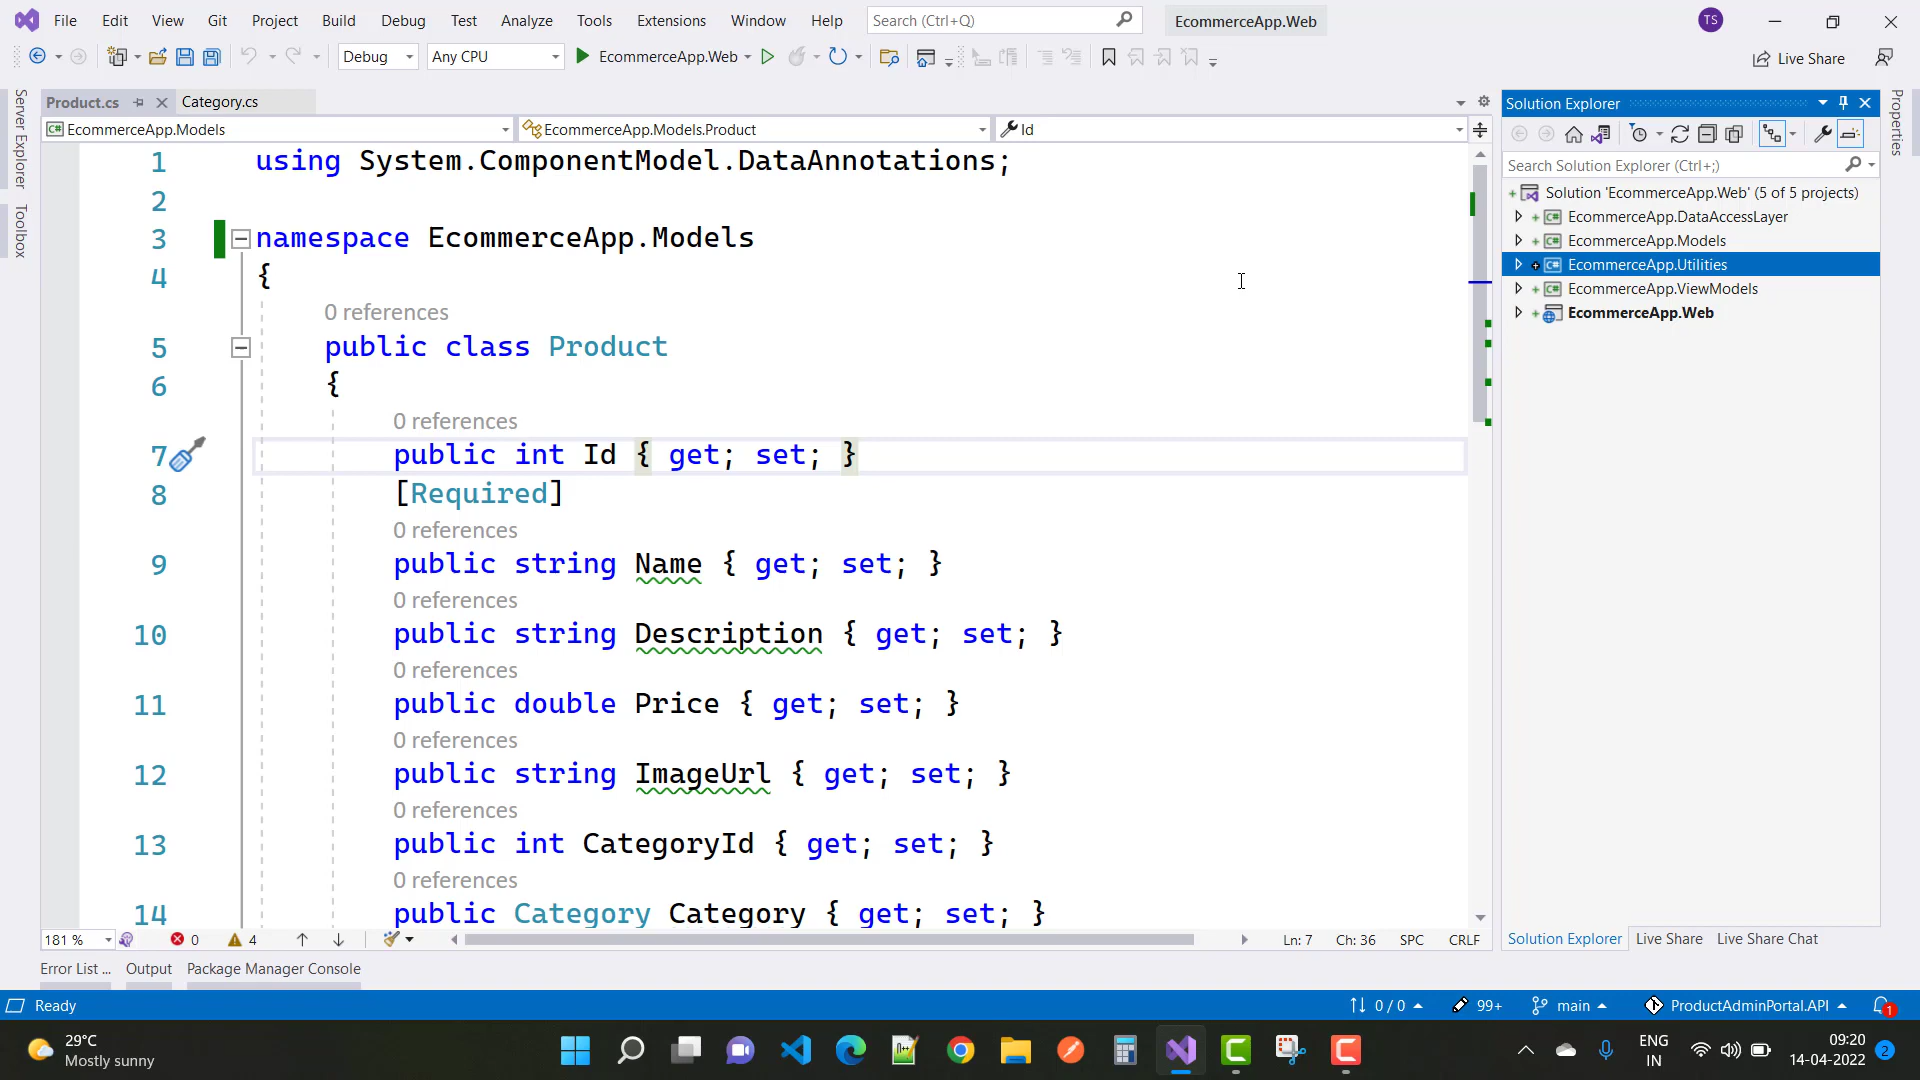 File Edit View Git Project Build Debug Test Analyze Tools Extensions Window Help Search (Ctrl+Q) EcommerceApp.Web TS
Debug Any CPU EcommerceApp.Web Live Share
Server Explorer
Toolbox
Product.cs Category.cs
EcommerceApp.Models EcommerceApp.Models.Product Id
1 using System.ComponentModel.DataAnnotations;
2
3 namespace EcommerceApp.Models
4 {
0 references
5 public class Product
6 {
0 references
7 public int Id { get; set; }
8 [Required]
0 references
9 public string Name { get; set; }
0 references
10 public string Description { get; set; }
0 references
11 public double Price { get; set; }
0 references
12 public string ImageUrl { get; set; }
0 references
13 public int CategoryId { get; set; }
0 references
14 public Category Category { get; set; }
181 % 0 4 Ln: 7 Ch: 36 SPC CRLF
Solution Explorer
Search Solution Explorer (Ctrl+;)
Solution 'EcommerceApp.Web' (5 of 5 projects)
EcommerceApp.DataAccessLayer
EcommerceApp.Models
EcommerceApp.Utilities
EcommerceApp.ViewModels
EcommerceApp.Web
Solution Explorer Live Share Live Share Chat
Properties
Error List ... Output Package Manager Console
Ready 0 / 0 99+ main ProductAdminPortal.API 1
29°C
Mostly sunny
ENG
IN
09:20
14-04-2022
2